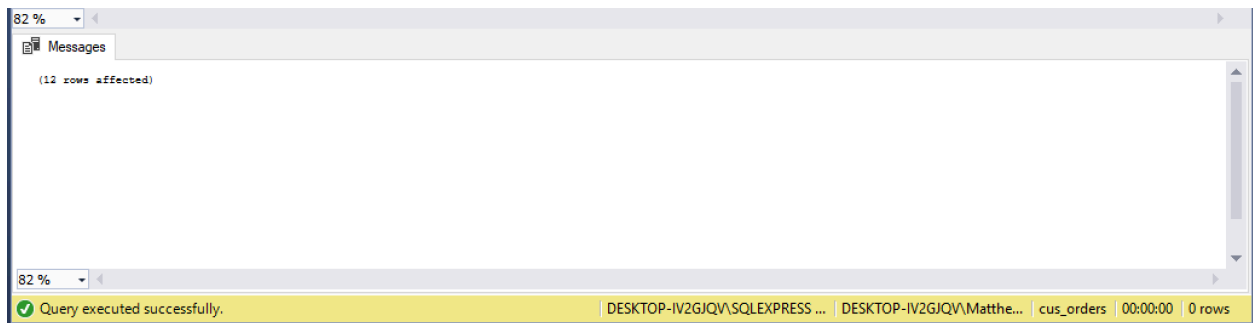 82 %
Messages
(12 rows affected)
82 %
Query executed successfully.
DESKTOP-IV2GJQV\SQLEXPRESS ...
DESKTOP-IV2GJQV\Matthe...
cus_orders
00:00:00
0 rows